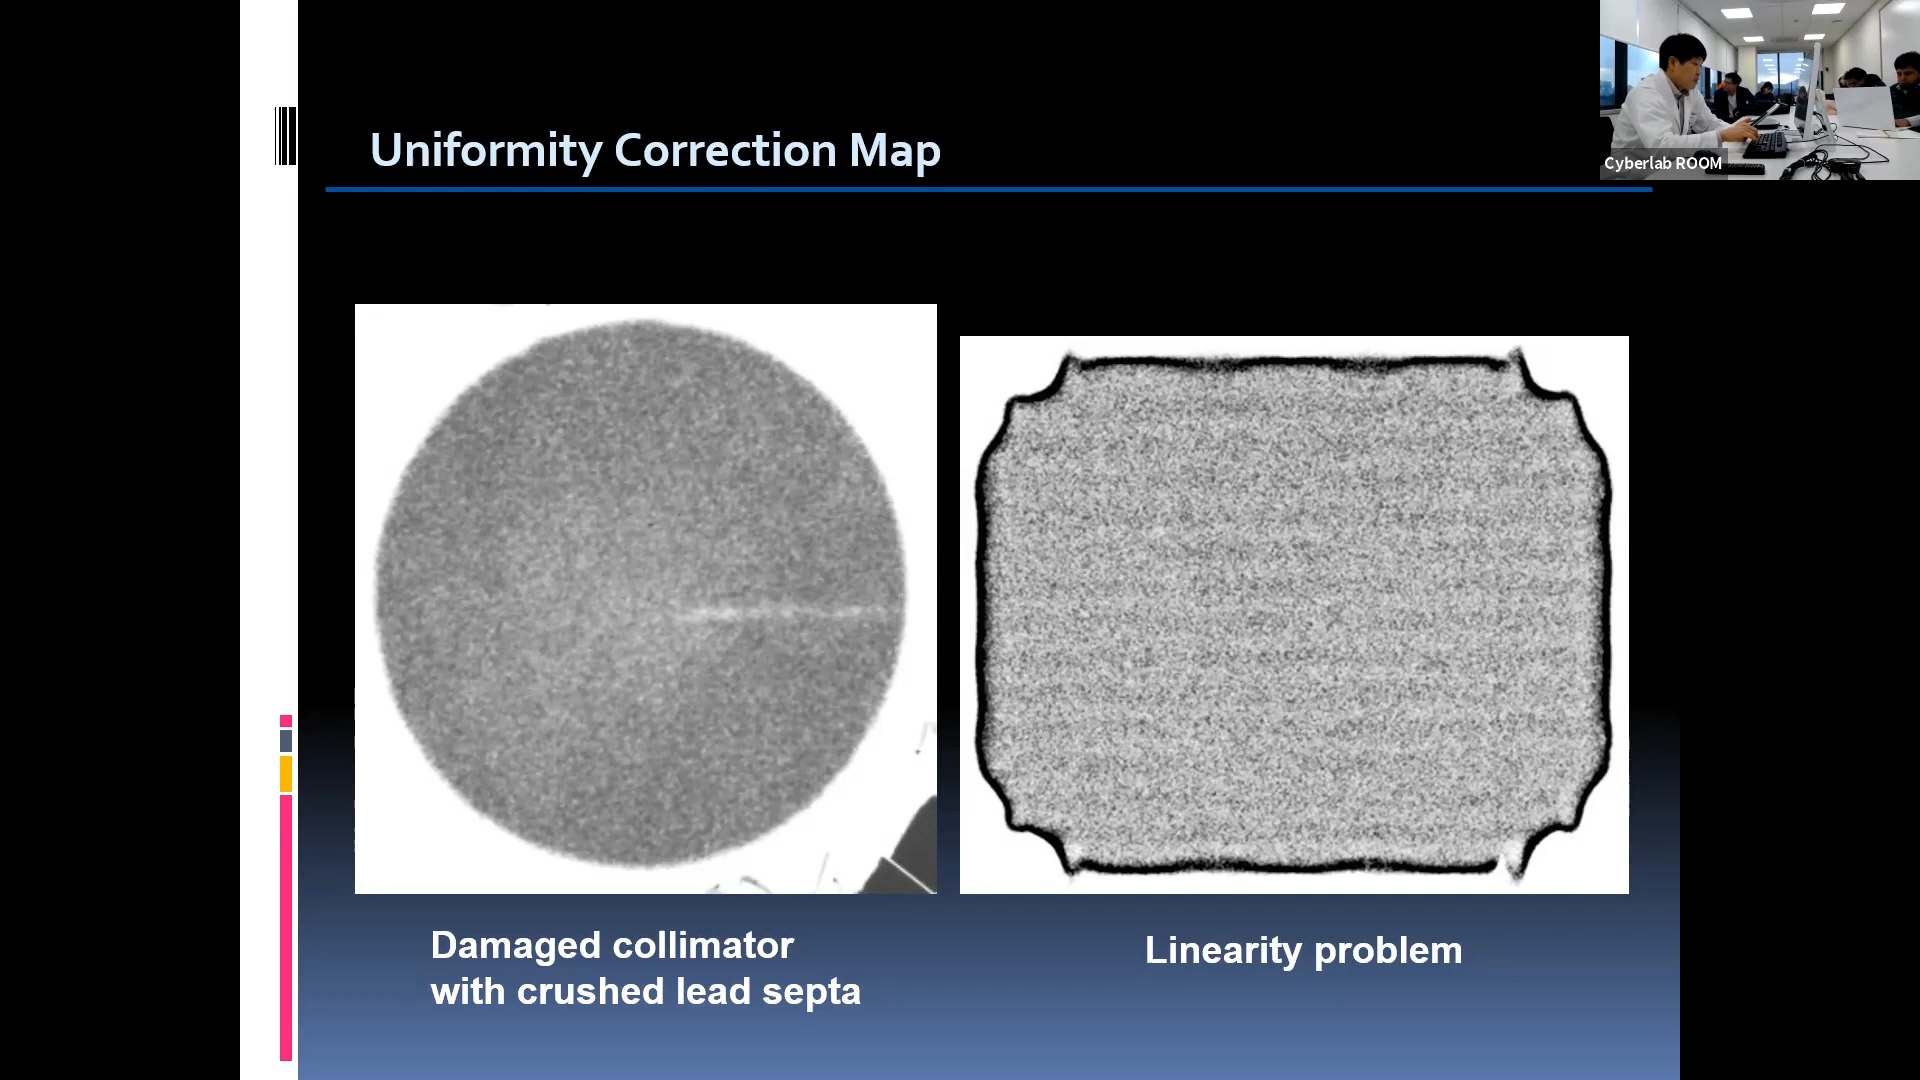 Uniformity Correction Map
Cyberlab ROOM
Damaged collimator
with crushed lead septa
Linearity problem